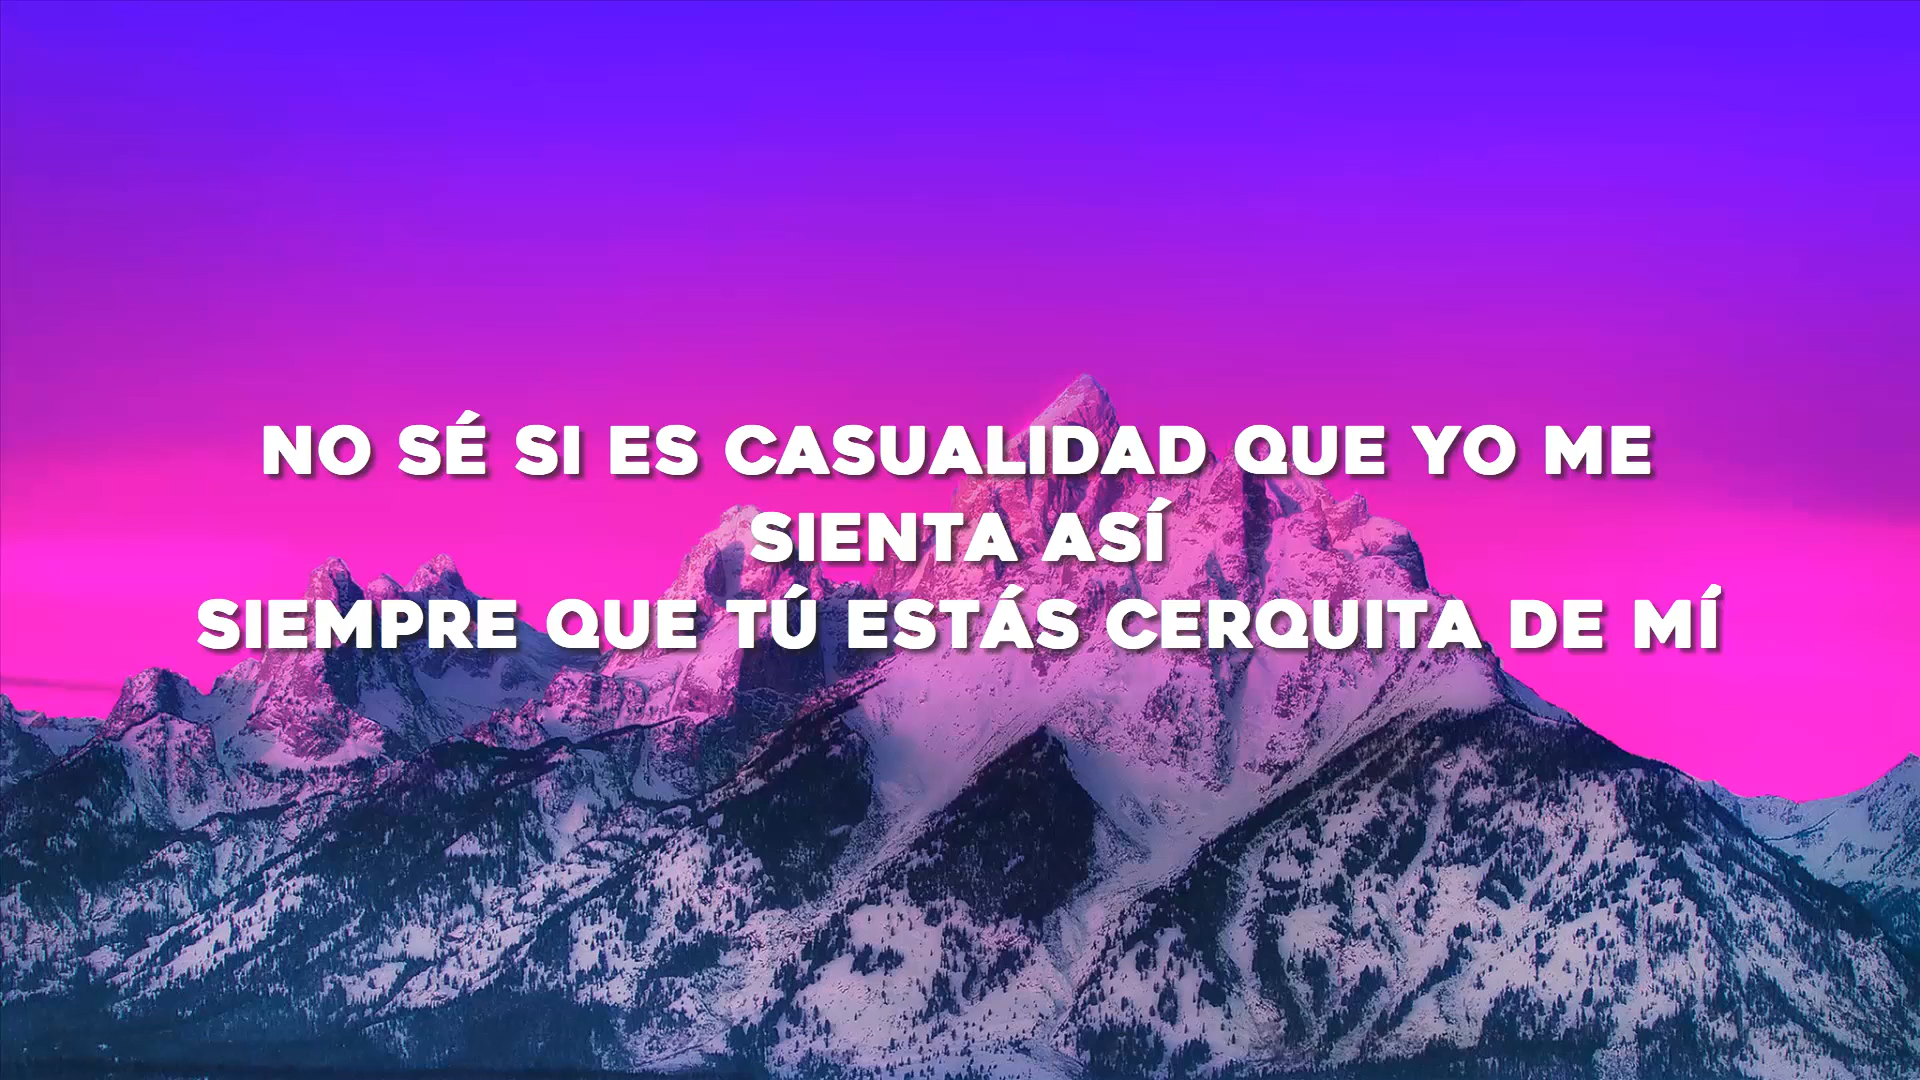 NO SÉ SI ES CASUALIDAD QUE YO ME
SIENTA ASÍ
SIEMPRE QUE TÚ ESTÁS CERQUITA DE MÍ